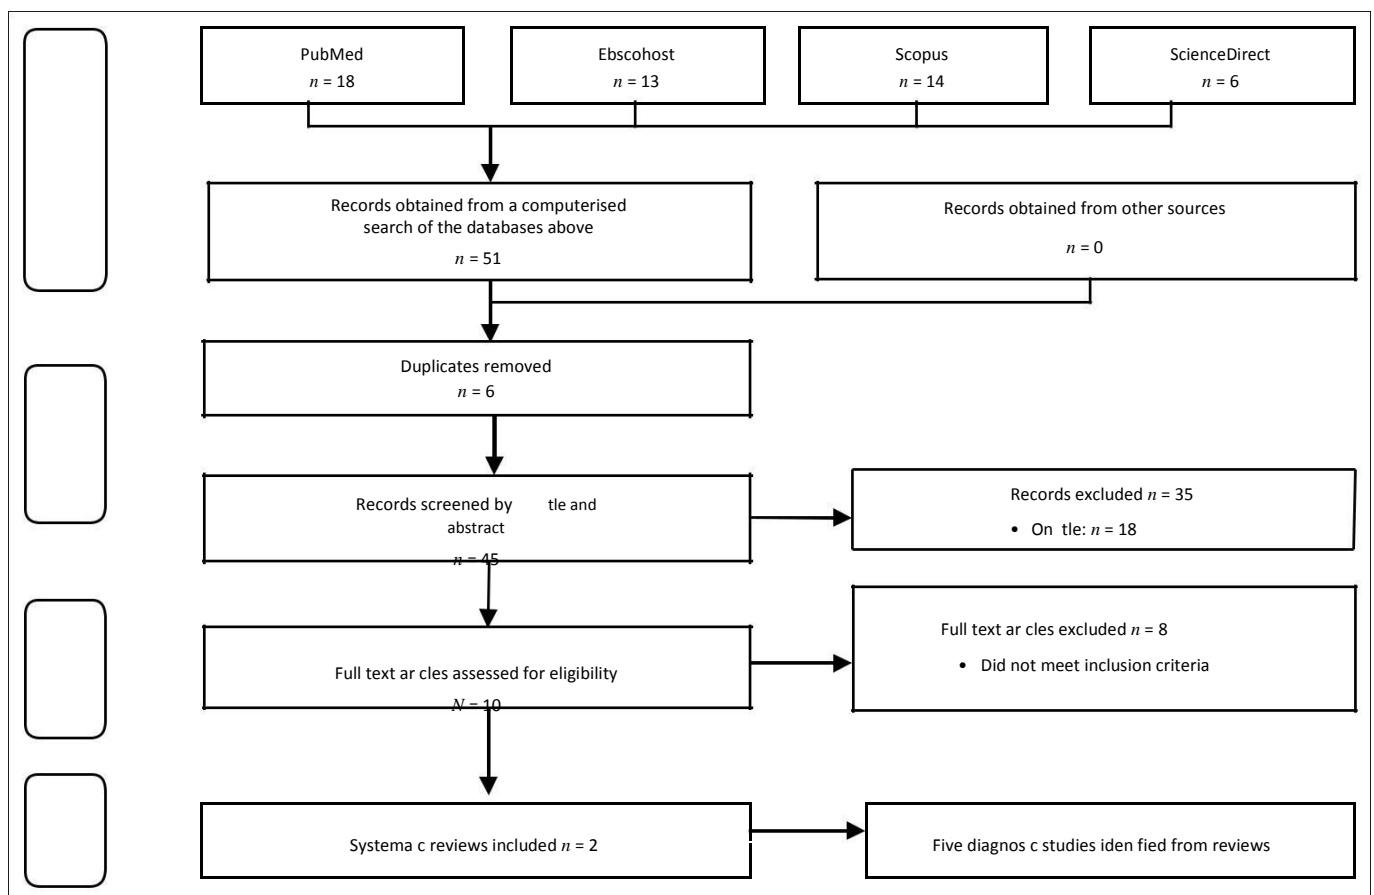 PubMed
n = 18
Ebscohost
n = 13
Scopus
n = 14
ScienceDirect
n = 6
Records obtained from a computerised
search of the databases above
n = 51
Records obtained from other sources
n = 0
Duplicates removed
n = 6
Records screened by tle and
abstract
n = 45
Records excluded n = 35
• On tle: n = 18
Full text ar cles assessed for eligibility
N = 10
Full text ar cles excluded n = 8
• Did not meet inclusion criteria
Systema c reviews included n = 2
Five diagnos c studies iden fied from reviews